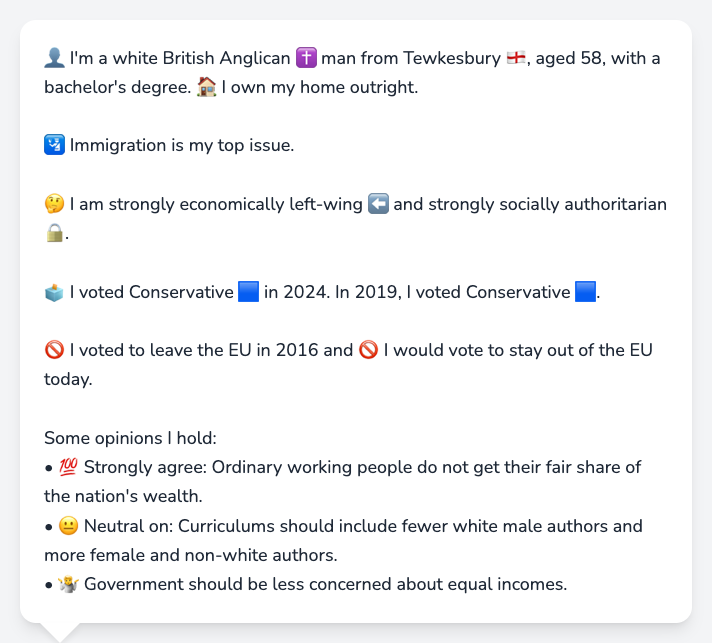 👤 I'm a white British Anglican ✝️ man from Tewkesbury 🏴󠁧󠁢󠁥󠁮󠁧󠁿, aged 58, with a
bachelor's degree. 🏠 I own my home outright.
🛂 Immigration is my top issue.
🤔 I am strongly economically left-wing ⬅️ and strongly socially authoritarian
🔒.
🗳️ I voted Conservative 🟦 in 2024. In 2019, I voted Conservative 🟦.
🚫 I voted to leave the EU in 2016 and 🚫 I would vote to stay out of the EU
today.
Some opinions I hold:
• 💯 Strongly agree: Ordinary working people do not get their fair share of
the nation's wealth.
• 😐 Neutral on: Curriculums should include fewer white male authors and
more female and non-white authors.
• 🤷 Government should be less concerned about equal incomes.